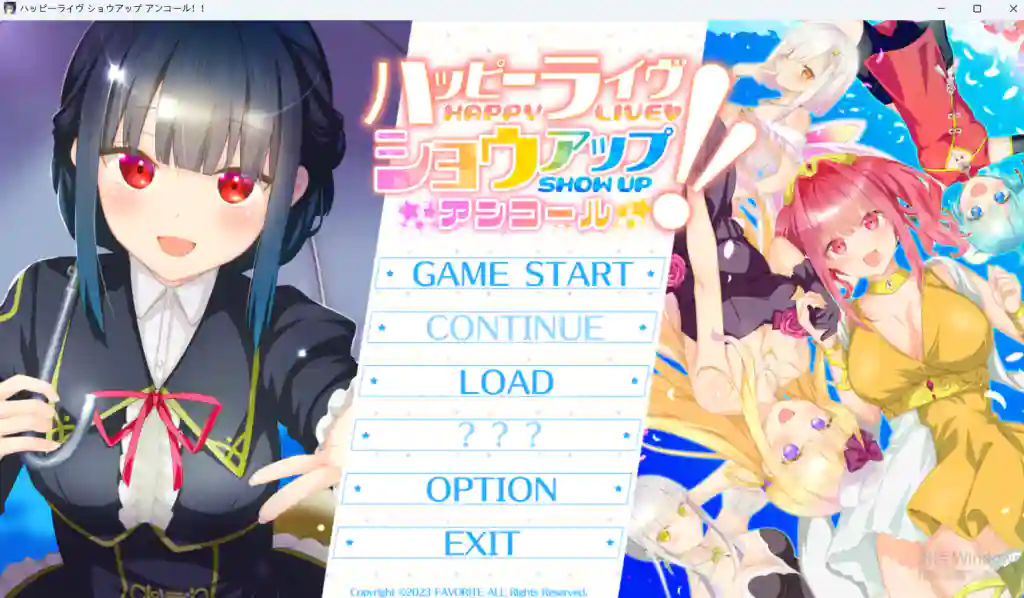 ハッピーライヴ ショウアップ アンコール！！
ハッピーライヴ
HAPPY LIVE
ショウアップ!!
SHOW UP
アンコール
GAME START
CONTINUE
LOAD
？？？
OPTION
EXIT
Copyright ©2023 FAVORITE ALL Rights Reserved.
Windows